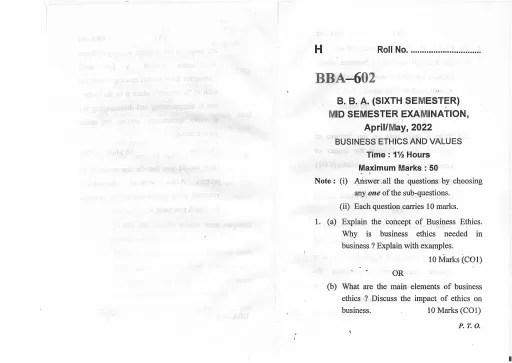 H Roll No. ..............................
BBA–602
B. B. A. (SIXTH SEMESTER)
MID SEMESTER EXAMINATION,
April/May, 2022
BUSINESS ETHICS AND VALUES
Time : 1½ Hours
Maximum Marks : 50
Note : (i) Answer all the questions by choosing
any one of the sub-questions.
(ii) Each question carries 10 marks.
1. (a) Explain the concept of Business Ethics.
Why is business ethics needed in
business ? Explain with examples.
10 Marks (CO1)
OR
(b) What are the main elements of business
ethics ? Discuss the impact of ethics on
business. 10 Marks (CO1)
P. T. O.